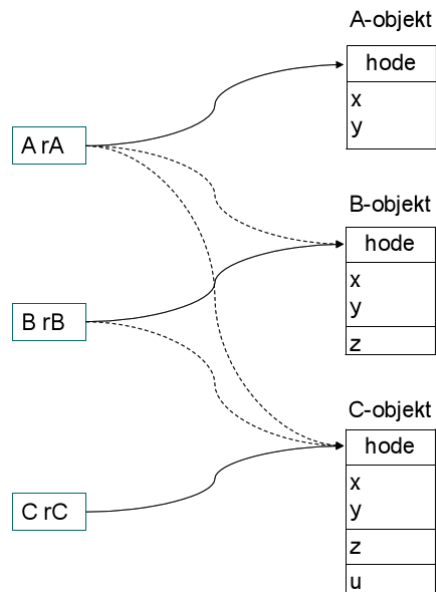 A-objekt
hode
x
y
A rA
B-objekt
hode
x
y
z
B rB
C-objekt
hode
x
y
z
u
C rC